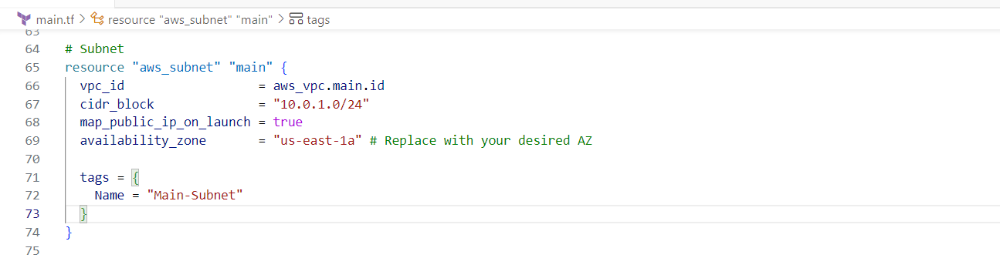 main.tf > resource "aws_subnet" "main" > tags
63
64 # Subnet
65 resource "aws_subnet" "main" {
66   vpc_id                  = aws_vpc.main.id
67   cidr_block              = "10.0.1.0/24"
68   map_public_ip_on_launch = true
69   availability_zone       = "us-east-1a" # Replace with your desired AZ
70
71   tags = {
72     Name = "Main-Subnet"
73   }
74 }
75